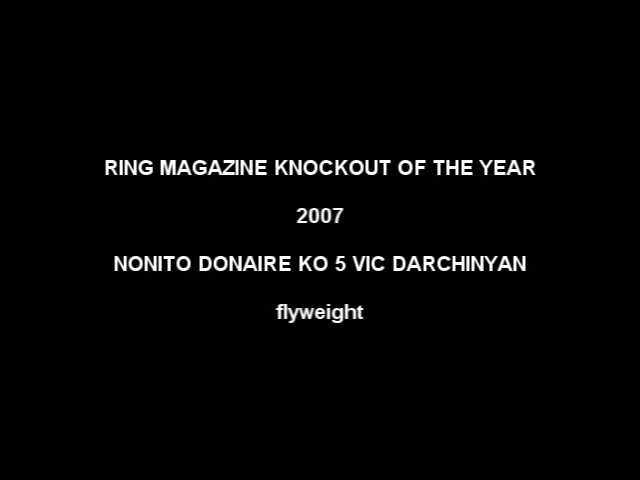 RING MAGAZINE KNOCKOUT OF THE YEAR
2007
NONITO DONAIRE KO 5 VIC DARCHINYAN
flyweight